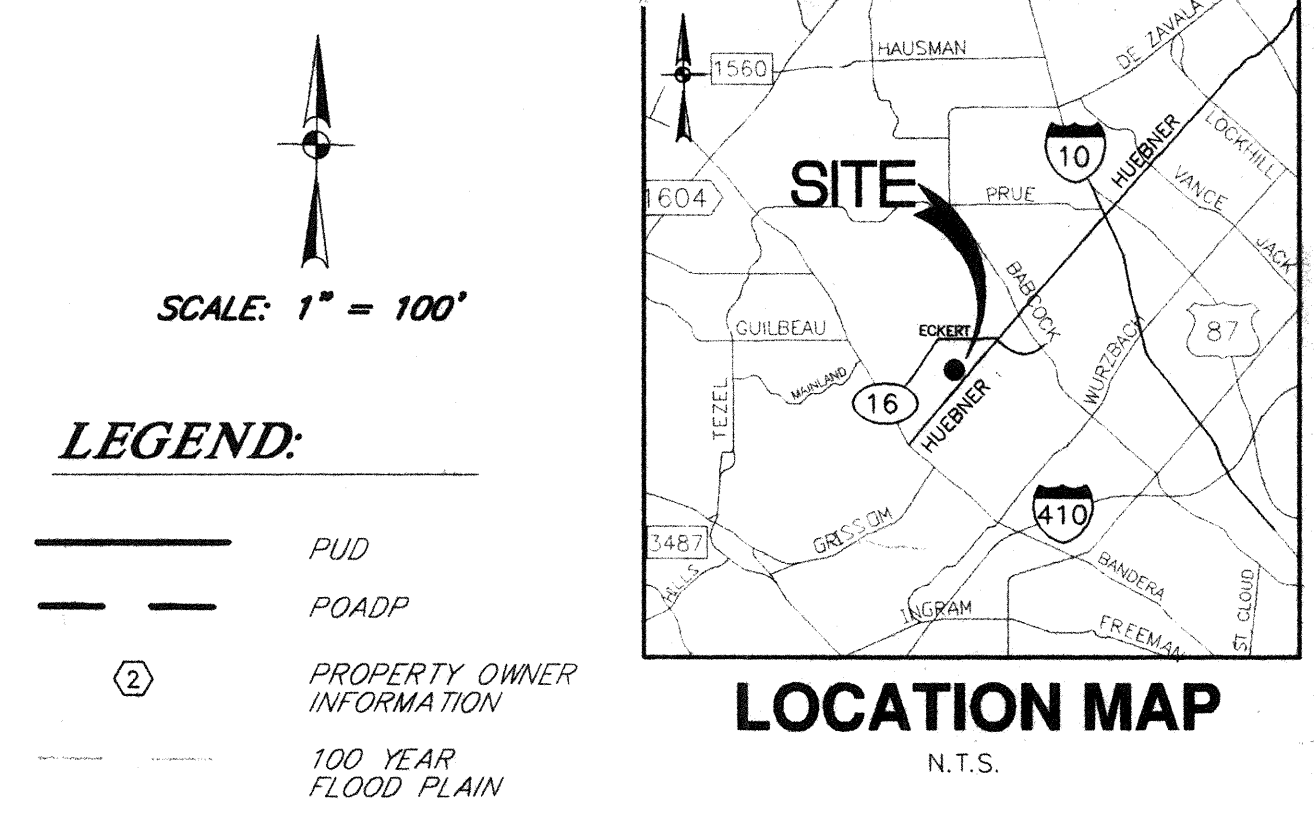 SCALE: 1" = 100'
LEGEND:
PUD
POADP
2
PROPERTY OWNER
INFORMATION
100 YEAR
FLOOD PLAIN
HAUSMAN
DE ZAVALA
1560
LOCKHILL
10
HUEBNER
SITE
VANCE
1604
PRUE
JACK
BABCOCK
GUILBEAU
ECKERT
87
WURZBACH
MAINLAND
16
TEZEL
HUEBNER
410
GRISSOM
3487
BANDERA
HILLS
INGRAM
FREEMAN
ST CLOUD
LOCATION MAP
N.T.S.